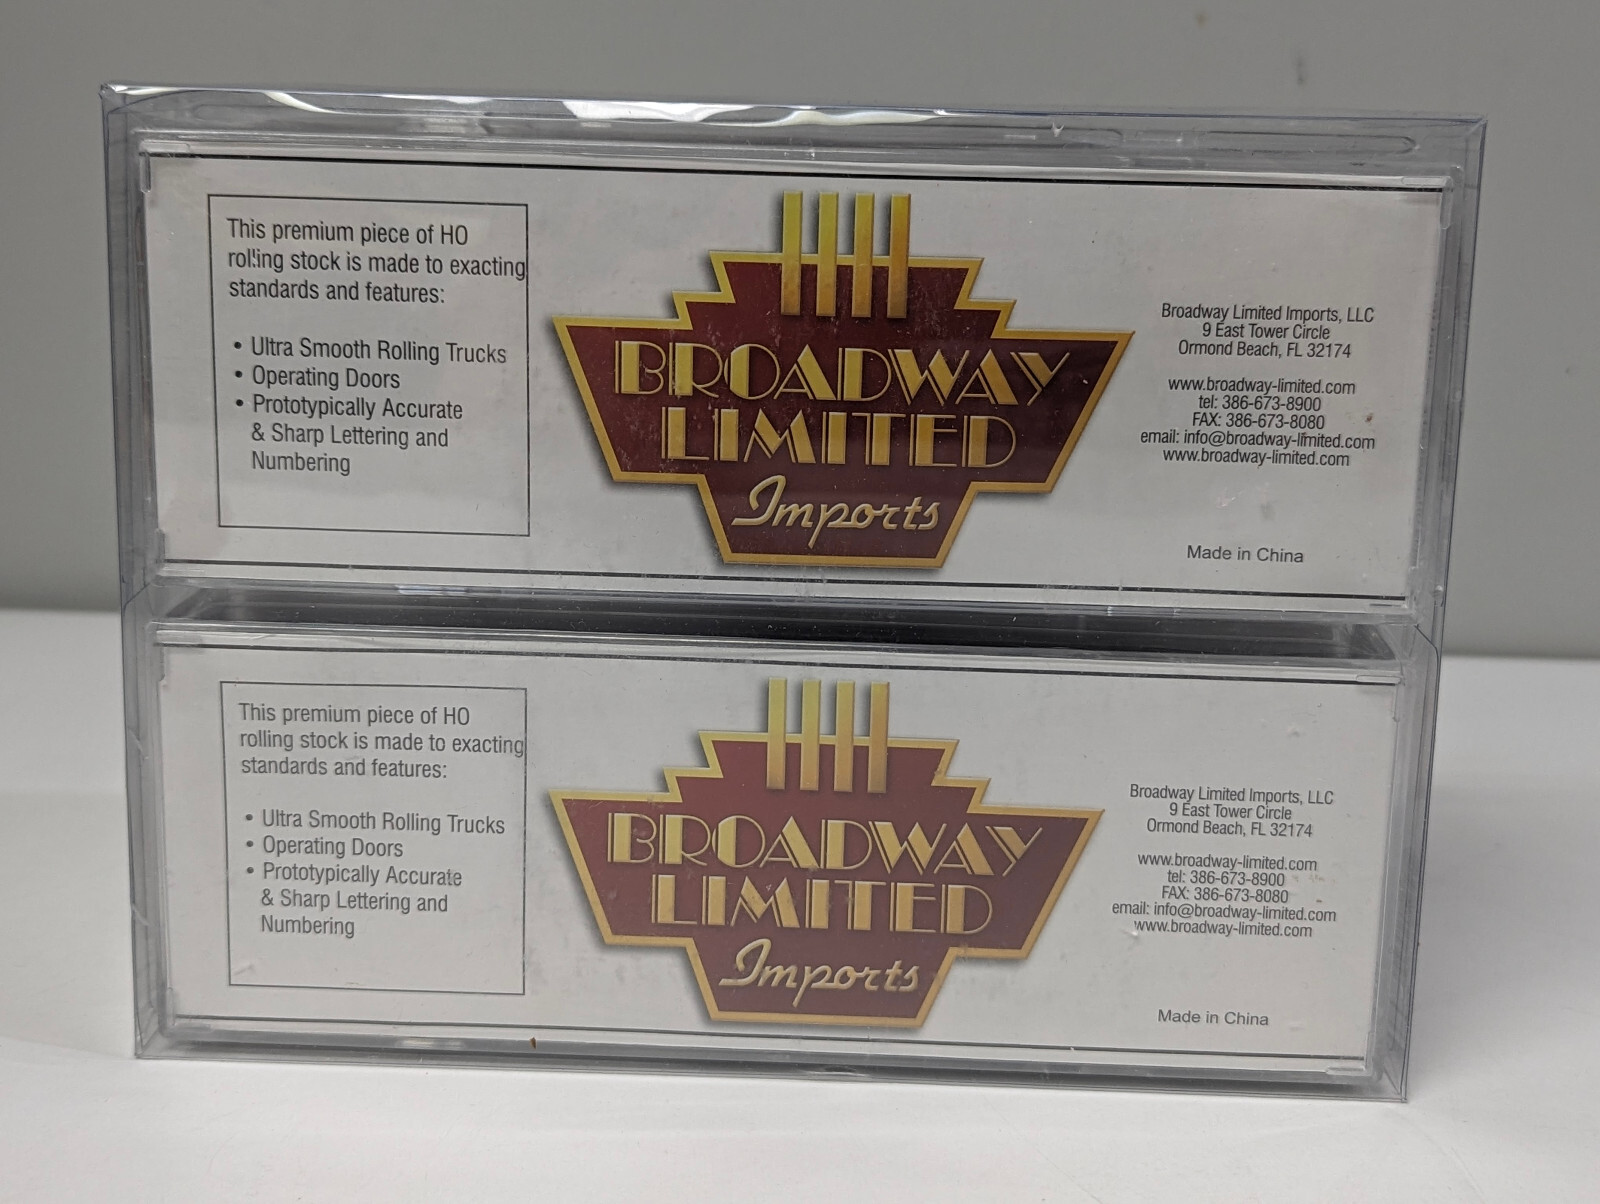 This premium piece of HO
rolling stock is made to exacting
standards and features:
• Ultra Smooth Rolling Trucks
• Operating Doors
• Prototypically Accurate
& Sharp Lettering and
Numbering
BROADWAY
LIMITED
Imports
Broadway Limited Imports, LLC
9 East Tower Circle
Ormond Beach, FL 32174
www.broadway-limited.com
tel: 386-673-8900
FAX: 386-673-8080
email: info@broadway-limited.com
www.broadway-limited.com
Made in China
This premium piece of HO
rolling stock is made to exacting
standards and features:
• Ultra Smooth Rolling Trucks
• Operating Doors
• Prototypically Accurate
& Sharp Lettering and
Numbering
BROADWAY
LIMITED
Imports
Broadway Limited Imports, LLC
9 East Tower Circle
Ormond Beach, FL 32174
www.broadway-limited.com
tel: 386-673-8900
FAX: 386-673-8080
email: info@broadway-limited.com
www.broadway-limited.com
Made in China